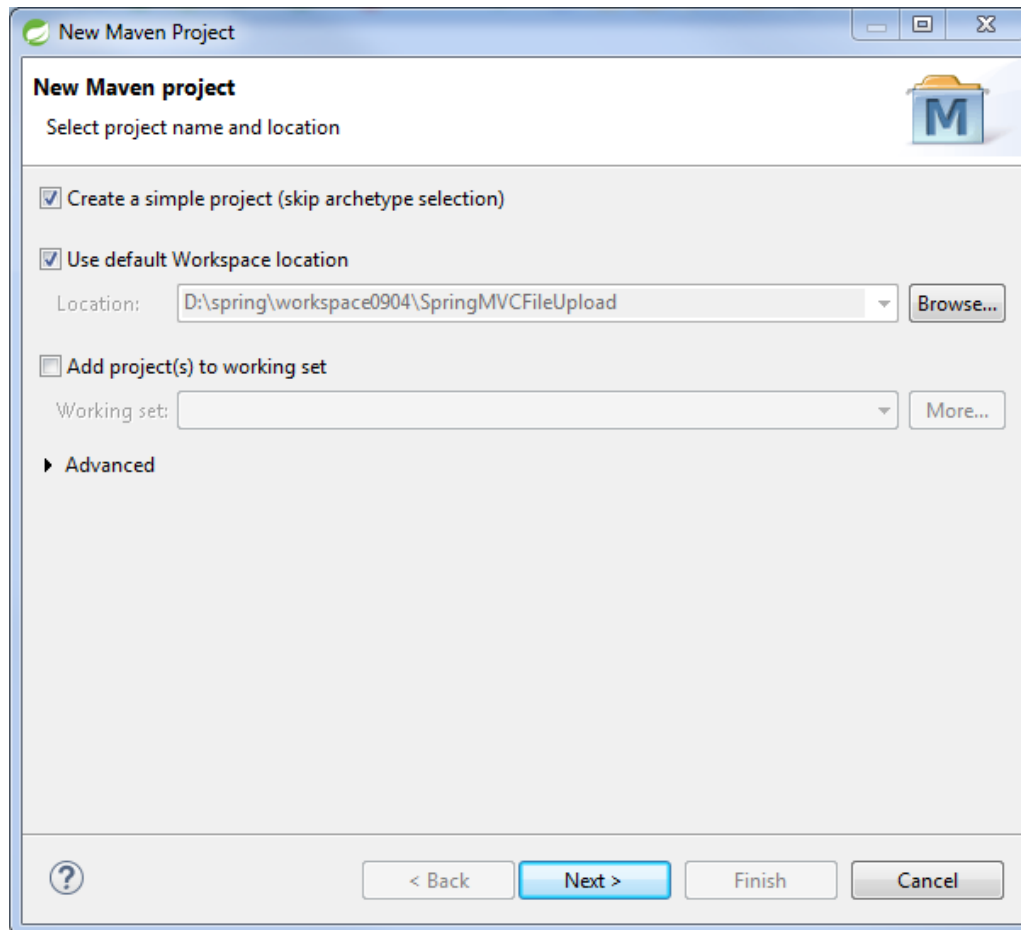 New Maven Project
New Maven project
Select project name and location
M
Create a simple project (skip archetype selection)
Use default Workspace location
Location: D:\spring\workspace0904\SpringMVCFileUpload Browse...
Add project(s) to working set
Working set: More...
Advanced
? < Back Next > Finish Cancel